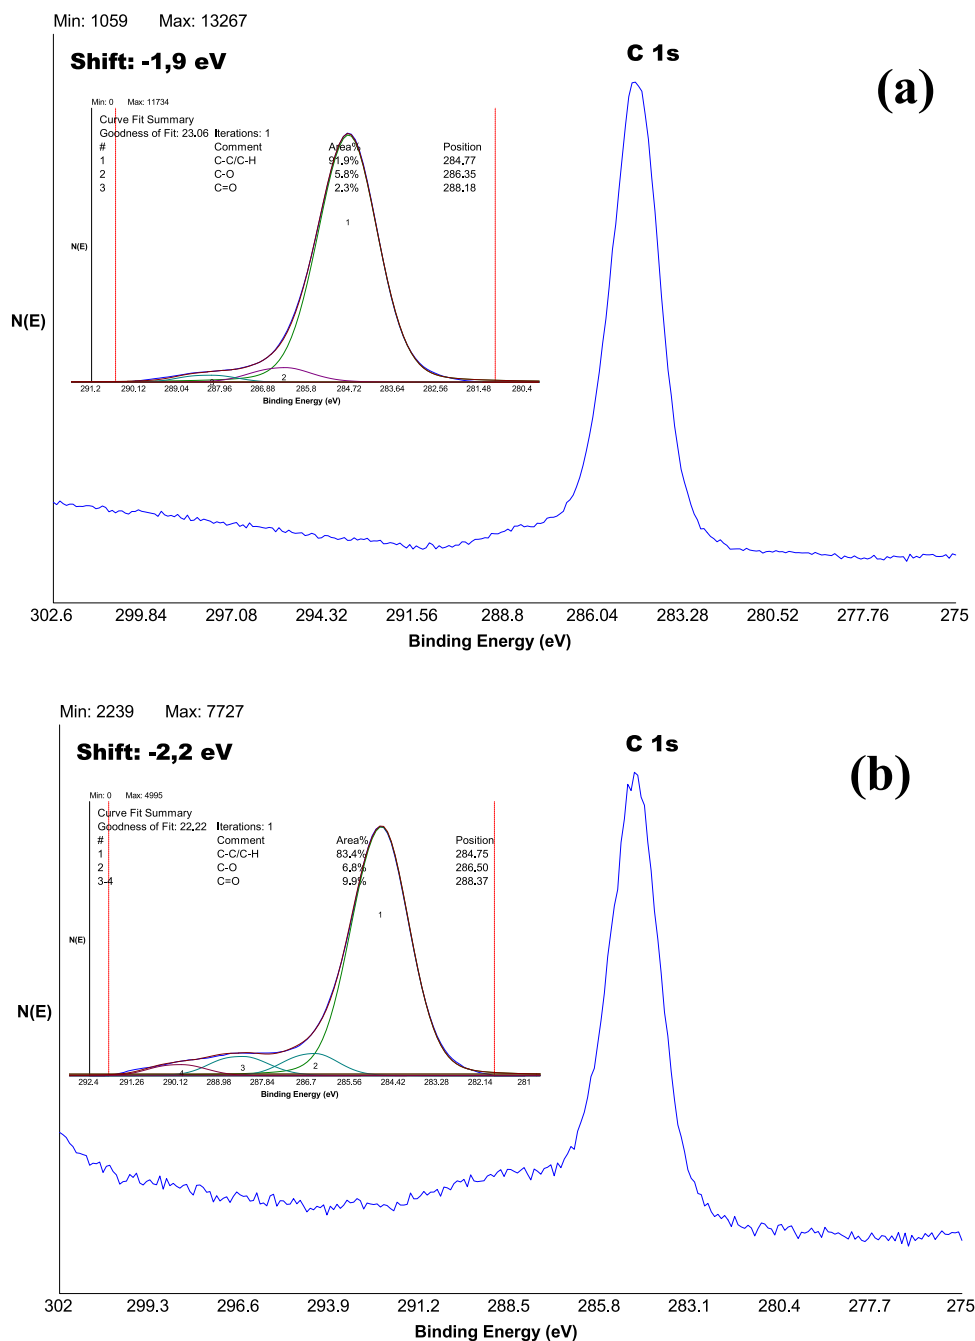 Min: 1059 Max: 13267
Shift: -1,9 eV
C 1s
(a)
Min: 0 Max: 11734
Curve Fit Summary
Goodness of Fit: 23.06 Iterations: 1
# Comment Area% Position
1 C-C/C-H 91.9% 284.77
2 C-O 5.8% 286.35
3 C=O 2.3% 288.18
1
N(E)
2
291.2 290.12 289.04 287.96 286.88 285.8 284.72 283.64 282.56 281.48 280.4
Binding Energy (eV)
N(E)
302.6 299.84 297.08 294.32 291.56 288.8 286.04 283.28 280.52 277.76 275
Binding Energy (eV)
Min: 2239 Max: 7727
Shift: -2,2 eV
C 1s
(b)
Min: 0 Max: 4995
Curve Fit Summary
Goodness of Fit: 22.22 Iterations: 1
# Comment Area% Position
1 C-C/C-H 83.4% 284.75
2 C-O 6.8% 286.50
3-4 C=O 9.9% 288.37
1
N(E)
4 3 2
292.4 291.26 290.12 288.98 287.84 286.7 285.56 284.42 283.28 282.14 281
Binding Energy (eV)
N(E)
302 299.3 296.6 293.9 291.2 288.5 285.8 283.1 280.4 277.7 275
Binding Energy (eV)